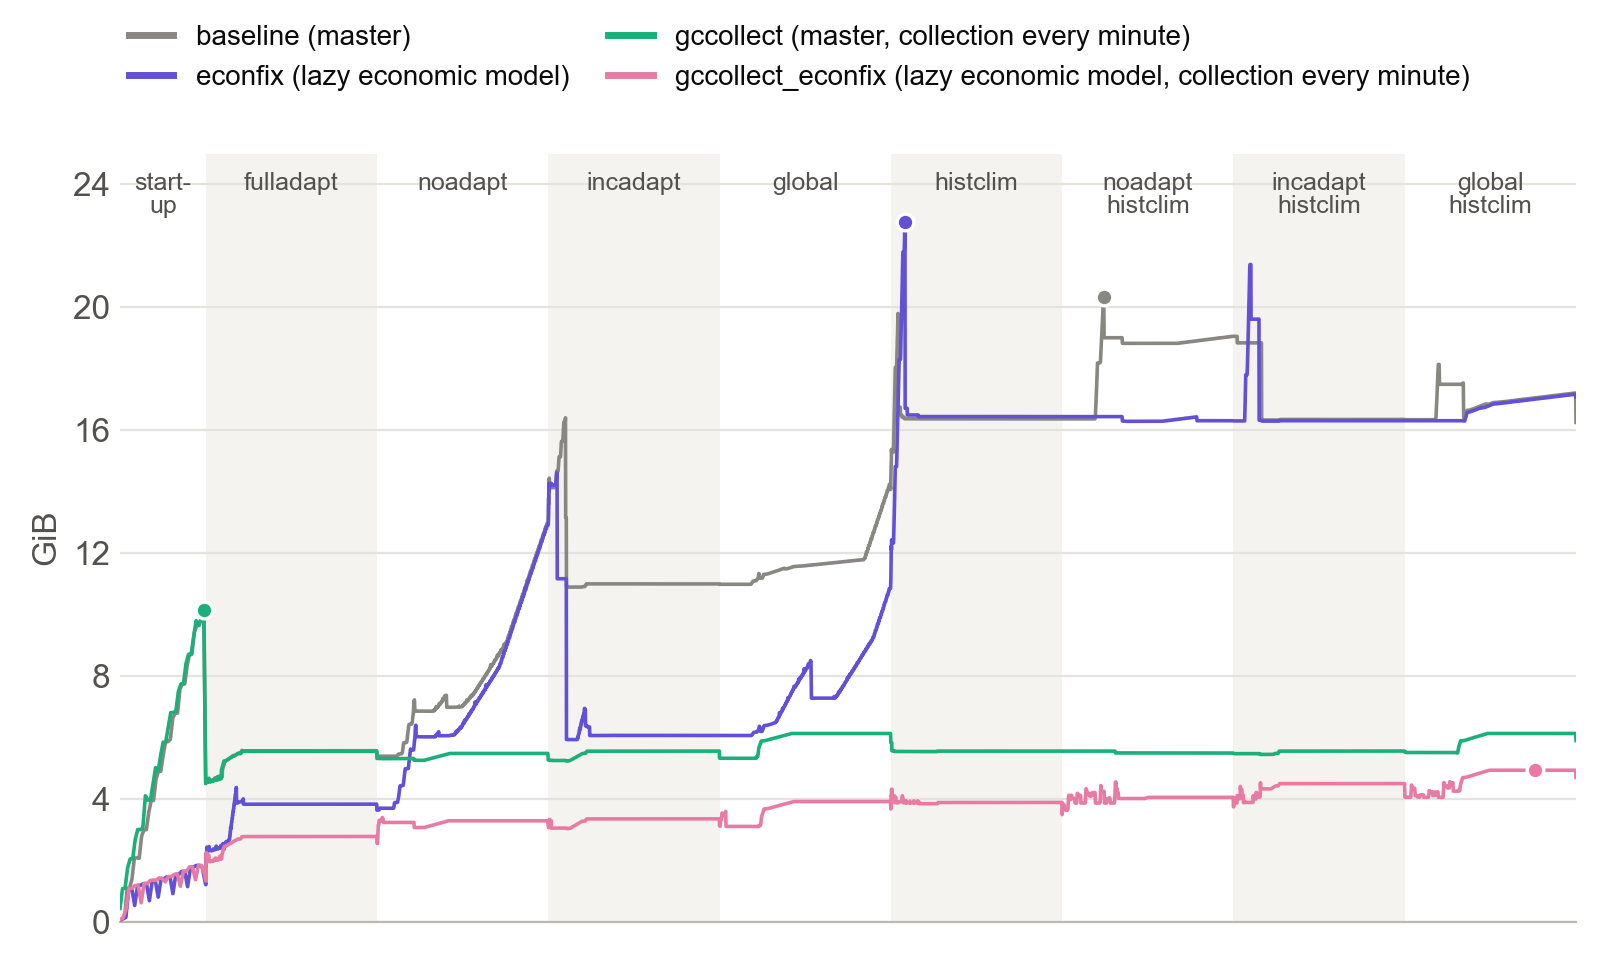 baseline (master)
econfix (lazy economic model)
gccollect (master, collection every minute)
gccollect_econfix (lazy economic model, collection every minute)
start-
up
fulladapt
noadapt
incadapt
global
histclim
noadapt
histclim
incadapt
histclim
global
histclim
24
20
16
12
8
4
0
GiB